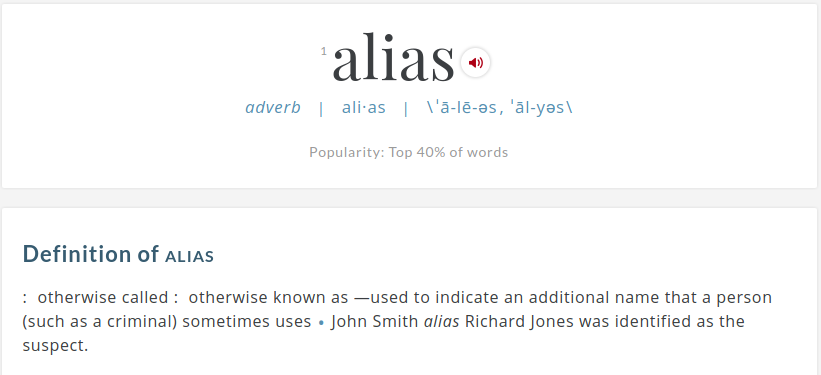 1 alias
adverb | ali·as | \ˈā-lē-əs, ˈāl-yəs\
Popularity: Top 40% of words
Definition of ALIAS
: otherwise called : otherwise known as —used to indicate an additional name that a person
(such as a criminal) sometimes uses • John Smith alias Richard Jones was identified as the
suspect.